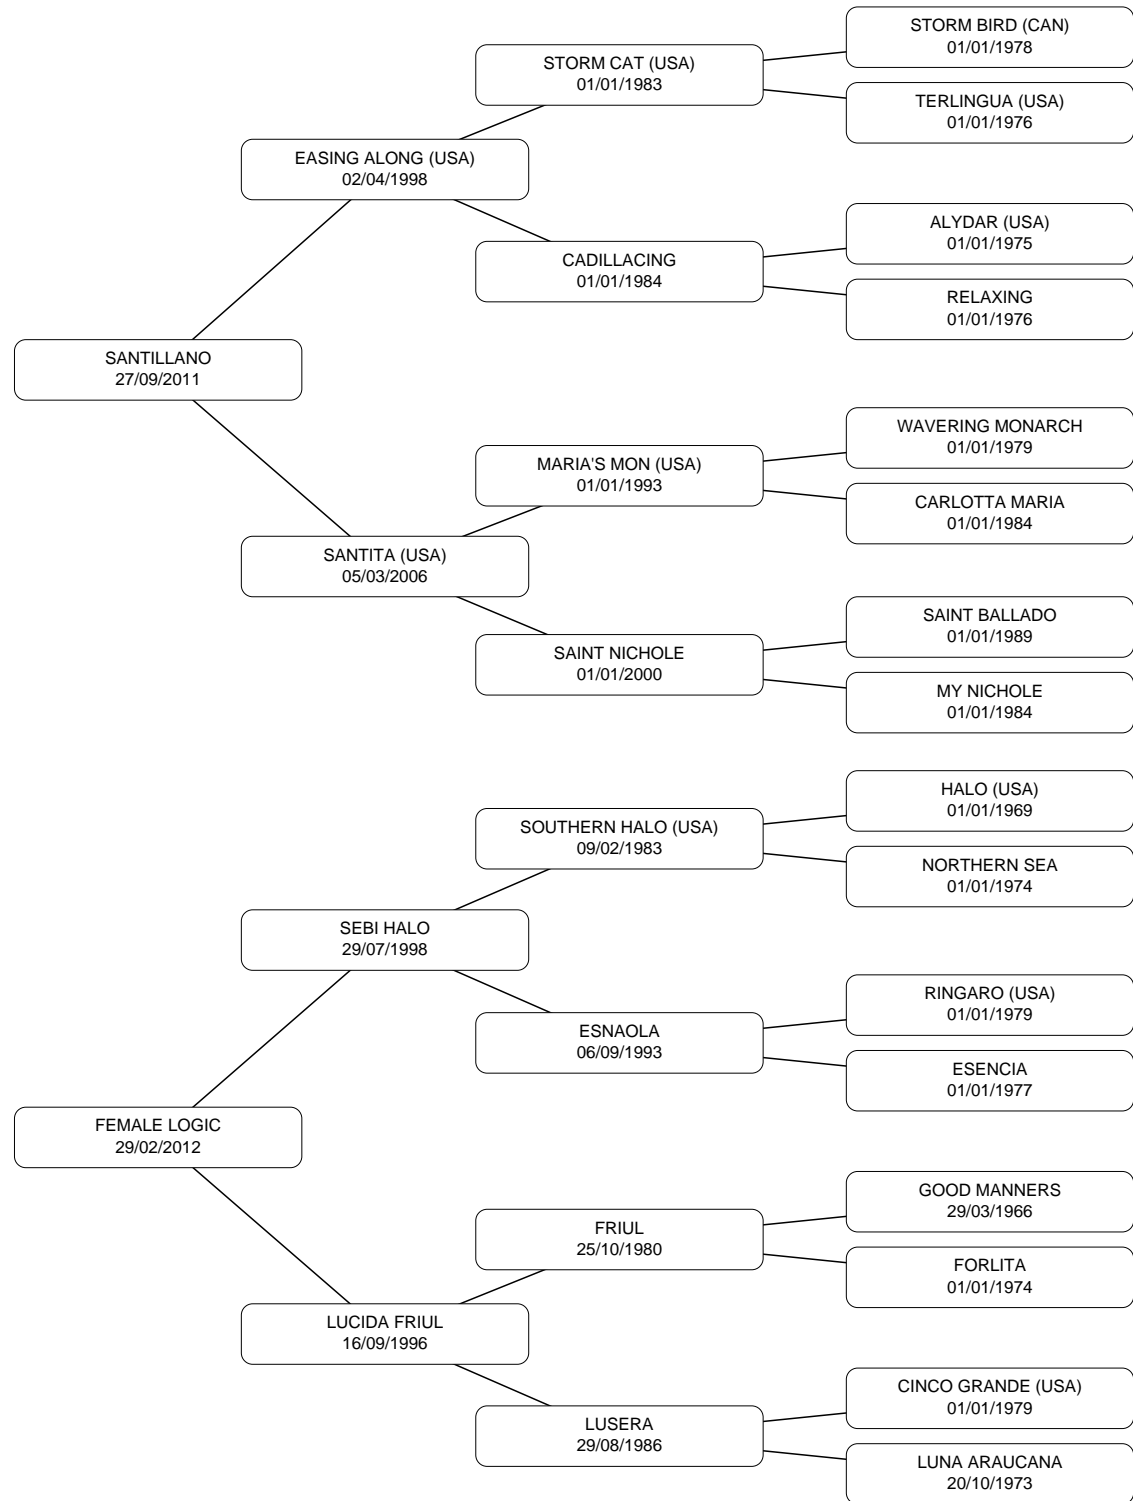 STORM BIRD (CAN)
01/01/1978
STORM CAT (USA)
01/01/1983
TERLINGUA (USA)
01/01/1976
EASING ALONG (USA)
02/04/1998
ALYDAR (USA)
01/01/1975
CADILLACING
01/01/1984
RELAXING
01/01/1976
SANTILLANO
27/09/2011
WAVERING MONARCH
01/01/1979
MARIA'S MON (USA)
01/01/1993
CARLOTTA MARIA
01/01/1984
SANTITA (USA)
05/03/2006
SAINT BALLADO
01/01/1989
SAINT NICHOLE
01/01/2000
MY NICHOLE
01/01/1984
HALO (USA)
01/01/1969
SOUTHERN HALO (USA)
09/02/1983
NORTHERN SEA
01/01/1974
SEBI HALO
29/07/1998
RINGARO (USA)
01/01/1979
ESNAOLA
06/09/1993
ESENCIA
01/01/1977
FEMALE LOGIC
29/02/2012
GOOD MANNERS
29/03/1966
FRIUL
25/10/1980
FORLITA
01/01/1974
LUCIDA FRIUL
16/09/1996
CINCO GRANDE (USA)
01/01/1979
LUSERA
29/08/1986
LUNA ARAUCANA
20/10/1973